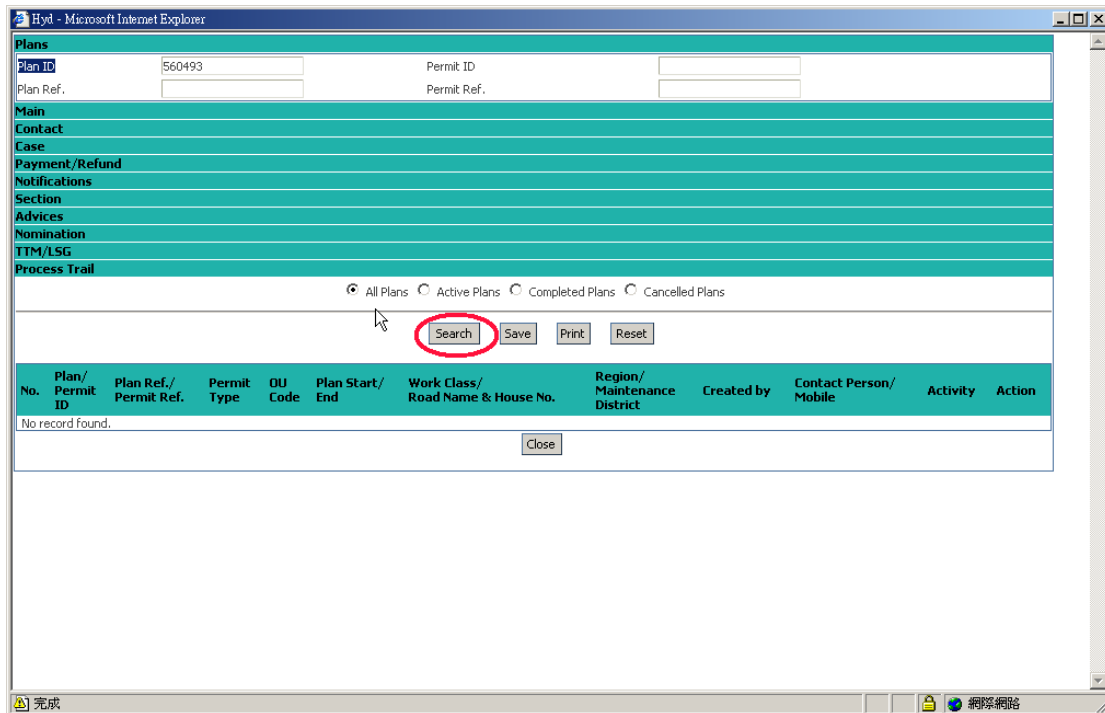 Hyd - Microsoft Internet Explorer
Plans
Plan ID 560493 Permit ID
Plan Ref. Permit Ref.
Main
Contact
Case
Payment/Refund
Notifications
Section
Advices
Nomination
TTM/LSG
Process Trail
All Plans Active Plans Completed Plans Cancelled Plans
Search Save Print Reset
No. Plan/ Permit ID Plan Ref./ Permit Ref. Permit Type OU Code Plan Start/ End Work Class/ Road Name & House No. Region/ Maintenance District Created by Contact Person/ Mobile Activity Action
No record found.
Close
完成 網際網路